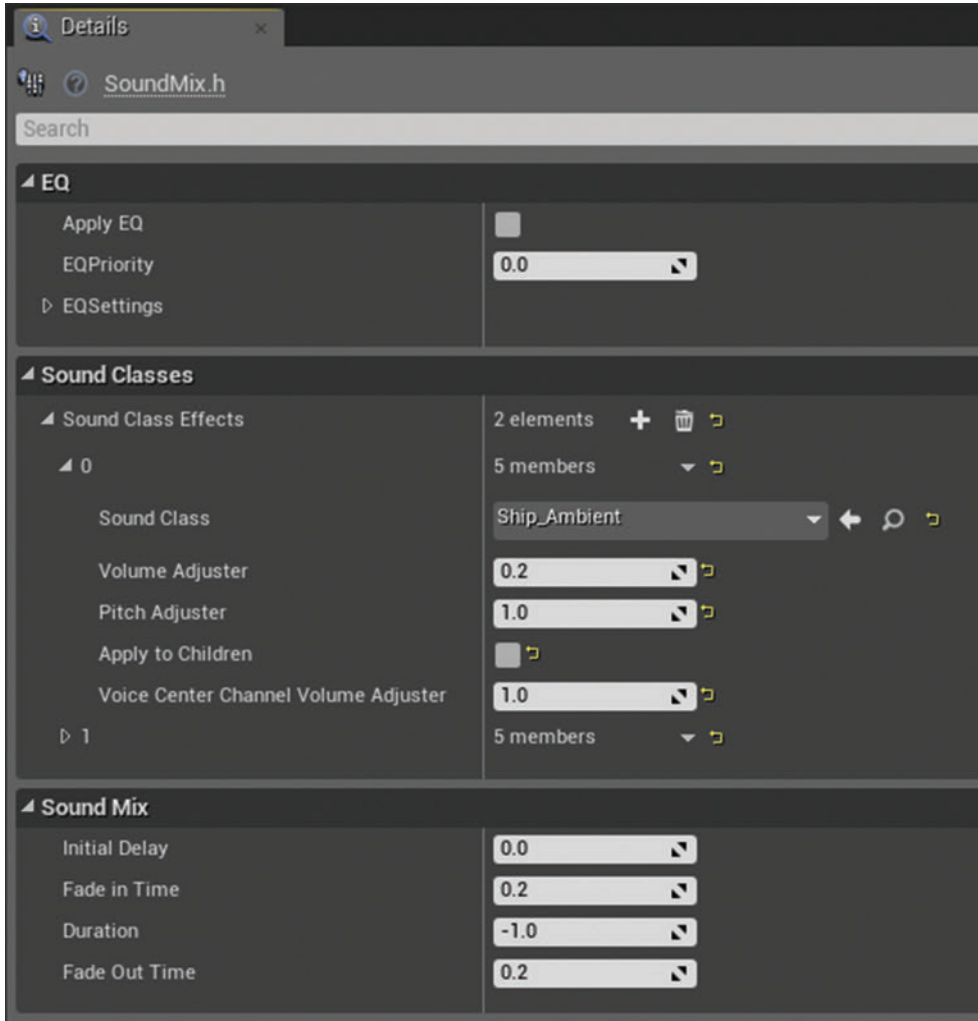 Details
SoundMix.h
Search
EQ
Apply EQ
EQPriority 0.0
EQSettings
Sound Classes
Sound Class Effects 2 elements
0 5 members
Sound Class Ship_Ambient
Volume Adjuster 0.2
Pitch Adjuster 1.0
Apply to Children
Voice Center Channel Volume Adjuster 1.0
1 5 members
Sound Mix
Initial Delay 0.0
Fade in Time 0.2
Duration -1.0
Fade Out Time 0.2